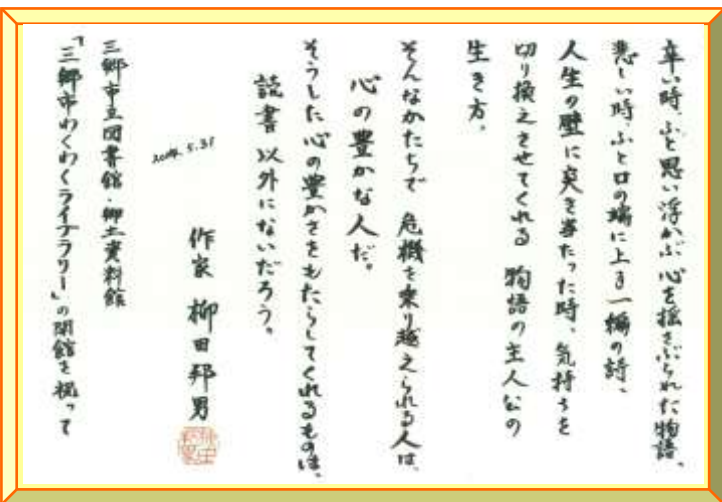 辛い時、ふと思い浮かぶ心を揺さぶられた物語、
悲しい時、ふと口の端に上る一編の詩、
人生の壁に突き当たった時、気持ちを
切り換えさせてくれる 物語の主人公の
生き方。
そんなかたちで 危機を乗り越えられる人は、
心の豊かな人だ。
そうした心の豊かさをもたらしてくれるものは、
読書以外にないだろう。
5.31
作家 柳田邦男
三郷市立図書館・郷土資料館
「三郷市わくわくライブラリー」の開館を祝って